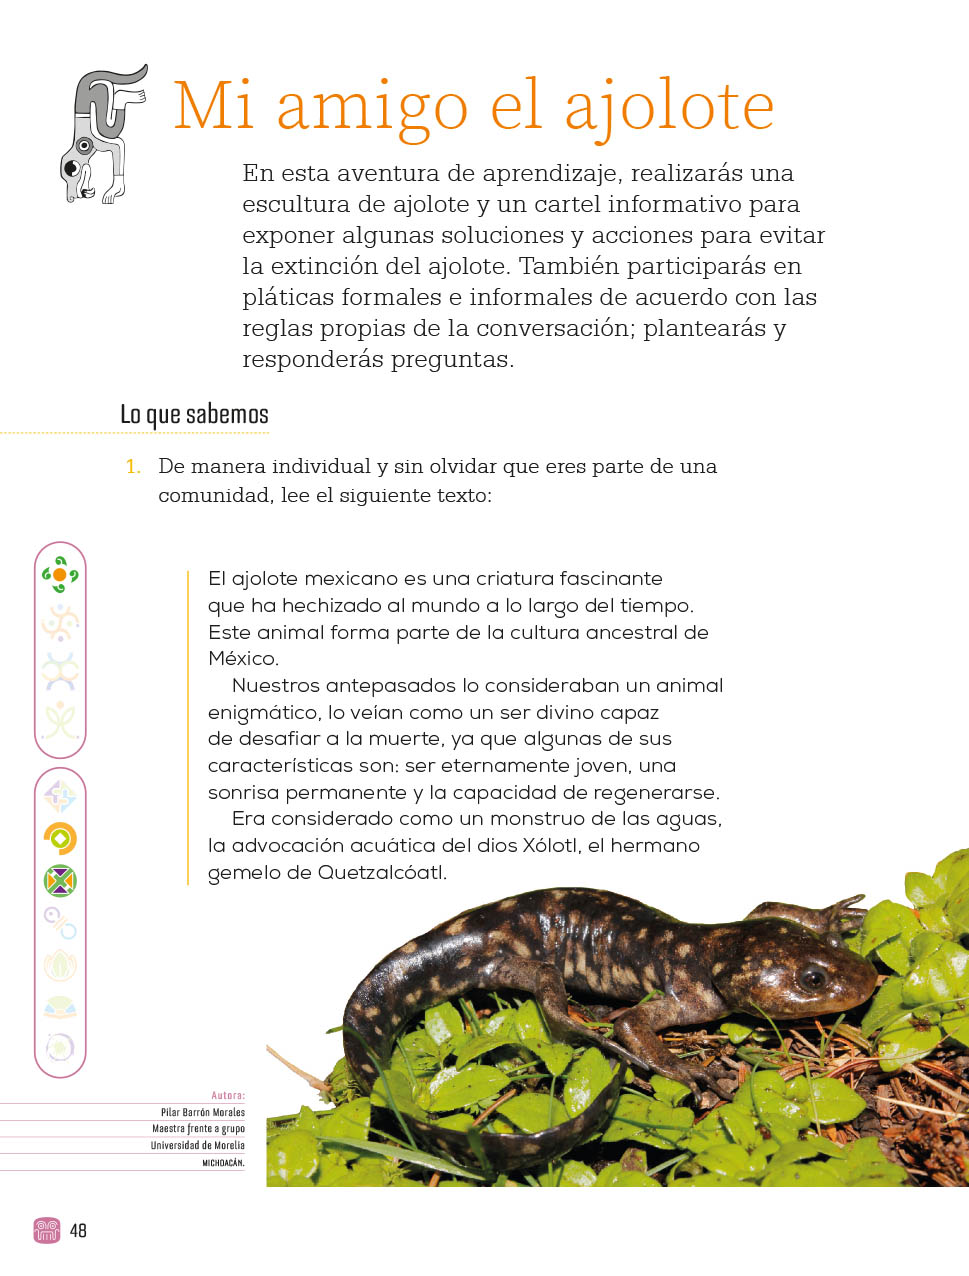 Mi amigo el ajolote
En esta aventura de aprendizaje, realizarás una
escultura de ajolote y un cartel informativo para
exponer algunas soluciones y acciones para evitar
la extinción del ajolote. También participarás en
pláticas formales e informales de acuerdo con las
reglas propias de la conversación; plantearás y
responderás preguntas.
Lo que sabemos
1. De manera individual y sin olvidar que eres parte de una
comunidad, lee el siguiente texto:
El ajolote mexicano es una criatura fascinante
que ha hechizado al mundo a lo largo del tiempo.
Este animal forma parte de la cultura ancestral de
México.
Nuestros antepasados lo consideraban un animal
enigmático, lo veían como un ser divino capaz
de desafiar a la muerte, ya que algunas de sus
características son: ser eternamente joven, una
sonrisa permanente y la capacidad de regenerarse.
Era considerado como un monstruo de las aguas,
la advocación acuática del dios Xólotl, el hermano
gemelo de Quetzalcóatl.
Autora:
Pilar Barrón Morales
Maestra frente a grupo
Universidad de Morelia
MICHOACÁN.
48